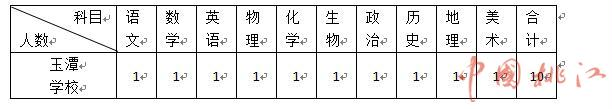 科目 语文 数学 英语 物理 化学 生物 政治 历史 地理 美术 合计
人数
王潭学校 1 1 1 1 1 1 1 1 1 1 10
中国桃江